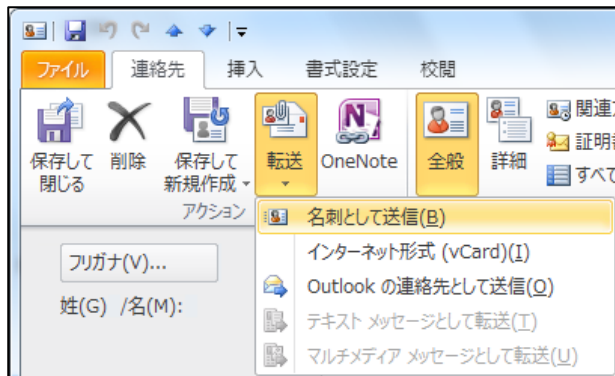 ファイル 連絡先 挿入 書式設定 校閲
保存して 閉じる
削除
保存して 新規作成
転送
OneNote
全般
詳細
関連
証明
すべて
アクション
名刺として送信(B)
インターネット形式 (vCard)(I)
Outlook の連絡先として送信(O)
テキスト メッセージとして転送(T)
マルチメディア メッセージとして転送(U)
フリガナ(V)...
姓(G) /名(M):